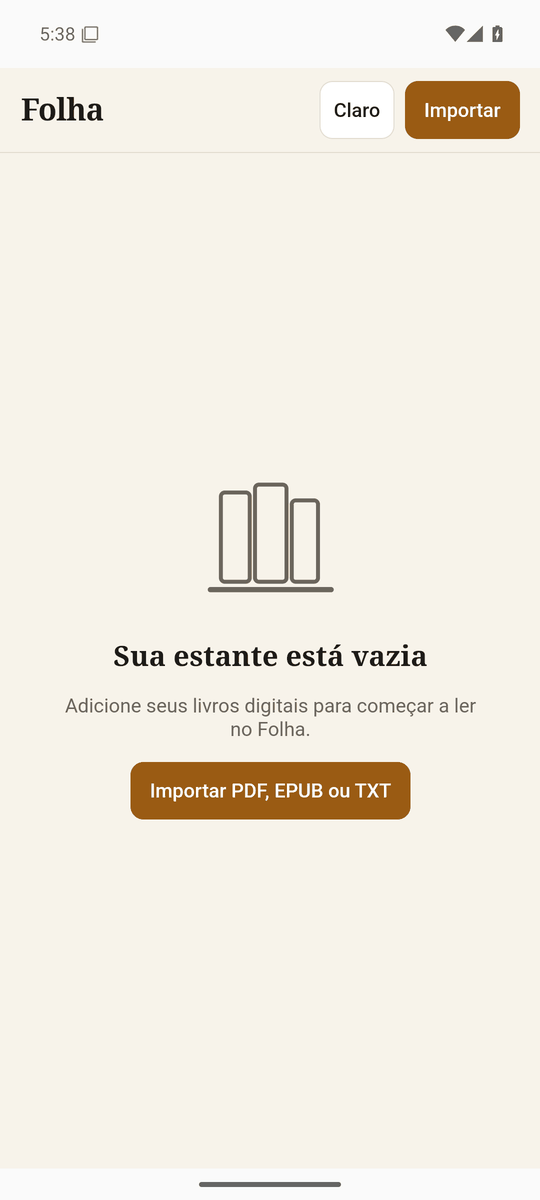 5:38
Folha
Claro
Importar
Sua estante está vazia
Adicione seus livros digitais para começar a ler
no Folha.
Importar PDF, EPUB ou TXT